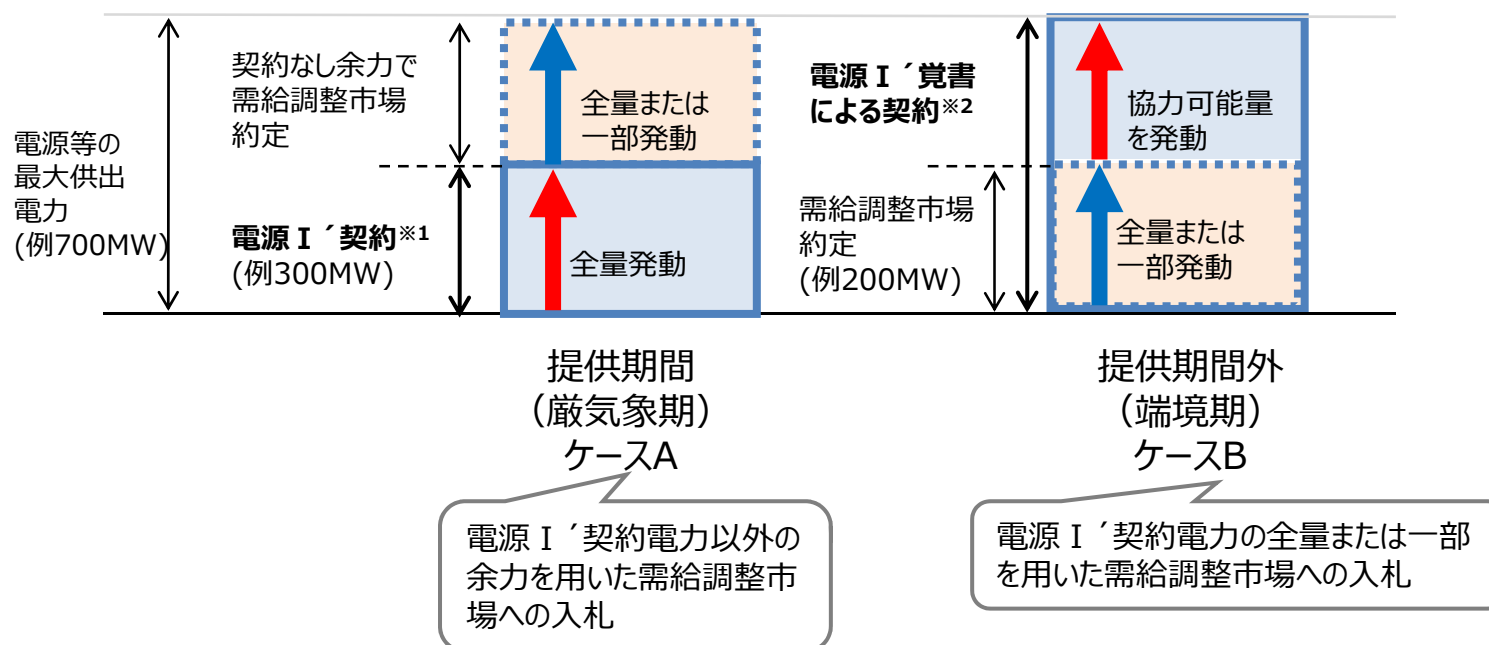 電源等の
最大供出
電力
(例700MW)
契約なし余力で
需給調整市場
約定
電源Ⅰ´契約※1
(例300MW)
全量または
一部発動
全量発動
電源Ⅰ´覚書
による契約※2
需給調整市場
約定
(例200MW)
協力可能量
を発動
全量または
一部発動
提供期間
(厳気象期)
ケースA
提供期間外
(端境期)
ケースB
電源Ⅰ´契約電力以外の
余力を用いた需給調整市
場への入札
電源Ⅰ´契約電力の全量または一部
を用いた需給調整市場への入札